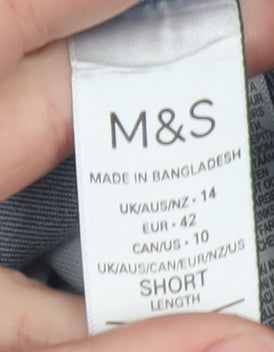 M&S
MADE IN BANGLADESH
UK/AUS/NZ · 14
EUR · 42
CAN/US · 10
UK/AUS/CAN/EUR/NZ/US
SHORT
LENGTH